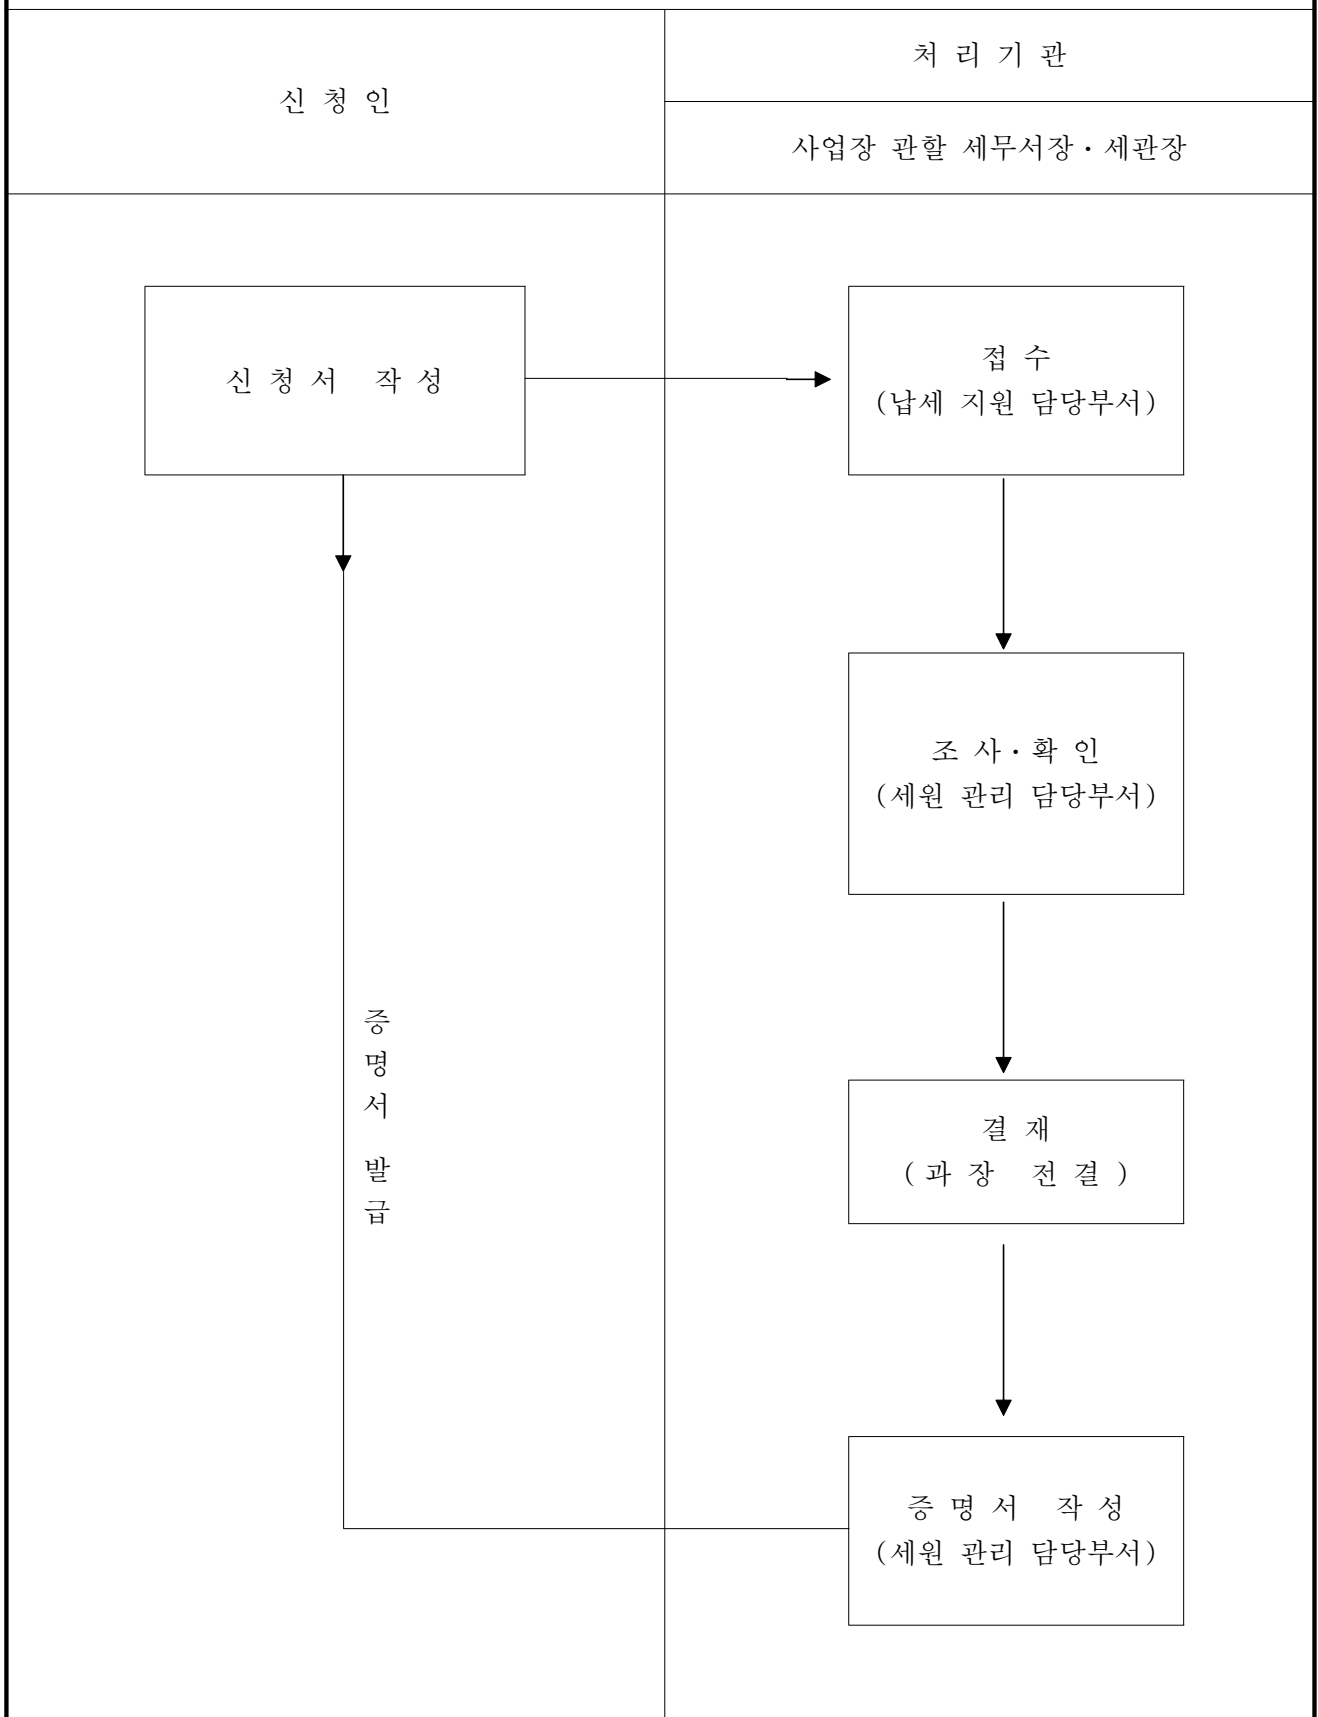 신 청 인
처 리 기 관
사업장 관할 세무서장·세관장
신 청 서 작 성
접 수
(납세 지원 담당부서)
조 사·확 인
(세원 관리 담당부서)
결 재
( 과 장 전 결 )
증 명 서 작 성
(세원 관리 담당부서)
증
명
서
발
급